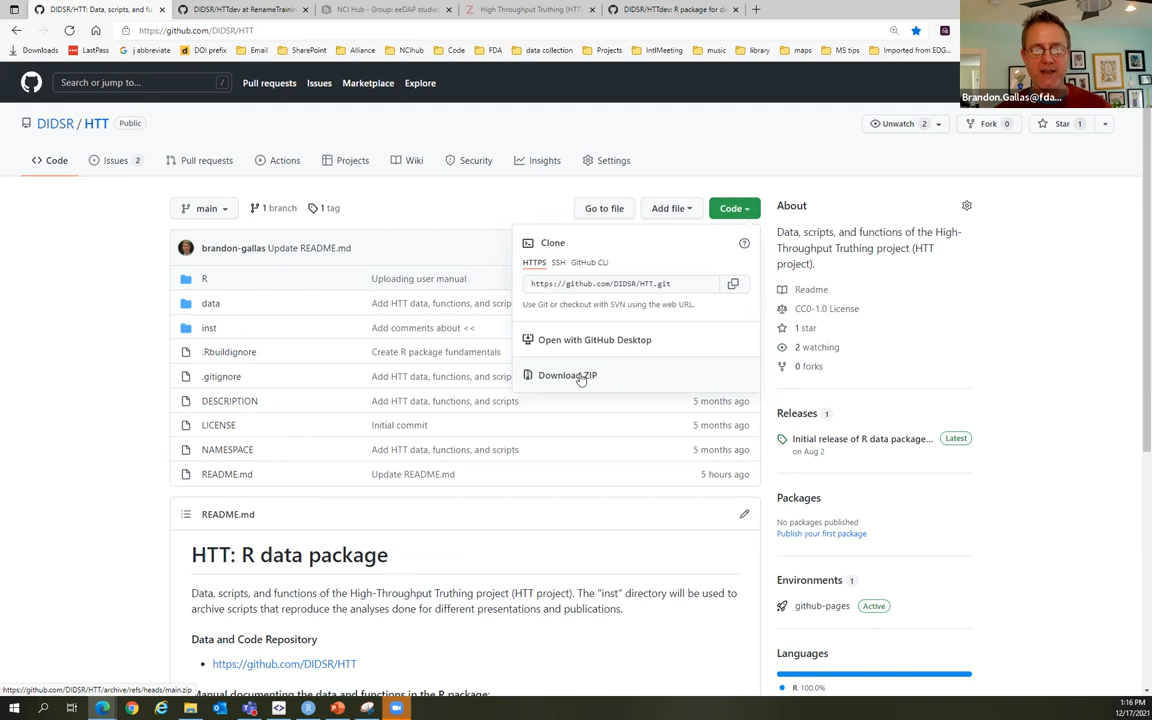 DIDSR/HTT: Data, scripts, and fu
DIDSR/HTTdev at RenameTrainin
NCI Hub - Group: eeDAP studies
High Throughput Truthing (HTT
DIDSR/HTTdev: R package for d
https://github.com/DIDSR/HTT
Downloads
LastPass
j abbreviate
DOI prefix
Email
SharePoint
Alliance
NCIhub
Code
FDA
data collection
Projects
IntMeeting
music
library
maps
MS tips
Imported from EDG...
Brandon.Gallas@fda...
Search or jump to...
/
Pull requests
Issues
Marketplace
Explore
DIDSR / HTT
Public
Unwatch 2
Fork 0
Star 1
Code
Issues 2
Pull requests
Actions
Projects
Wiki
Security
Insights
Settings
main
1 branch
1 tag
Go to file
Add file
Code
brandon-gallas Update README.md
R
Uploading user manual
data
Add HTT data, functions, and scrip
inst
Add comments about <<
.Rbuildignore
Create R package fundamentals
.gitignore
Add HTT data, functions, and scrip
DESCRIPTION
Add HTT data, functions, and scripts
5 months ago
LICENSE
Initial commit
5 months ago
NAMESPACE
Add HTT data, functions, and scripts
5 months ago
README.md
Update README.md
5 hours ago
Clone
HTTPS SSH GitHub CLI
https://github.com/DIDSR/HTT.git
Use Git or checkout with SVN using the web URL.
Open with GitHub Desktop
Download ZIP
README.md
HTT: R data package
Data, scripts, and functions of the High-Throughput Truthing project (HTT project). The "inst" directory will be used to
archive scripts that reproduce the analyses done for different presentations and publications.
Data and Code Repository
https://github.com/DIDSR/HTT
Manual documenting the data and functions in the R package:
About
Data, scripts, and functions of the High-
Throughput Truthing project (HTT
project).
Readme
CC0-1.0 License
1 star
2 watching
0 forks
Releases 1
Initial release of R data package...
Latest
on Aug 2
Packages
No packages published
Publish your first package
Environments 1
github-pages
Active
Languages
R 100.0%
https://github.com/DIDSR/HTT/archive/refs/heads/main.zip
1:16 PM
12/17/2021